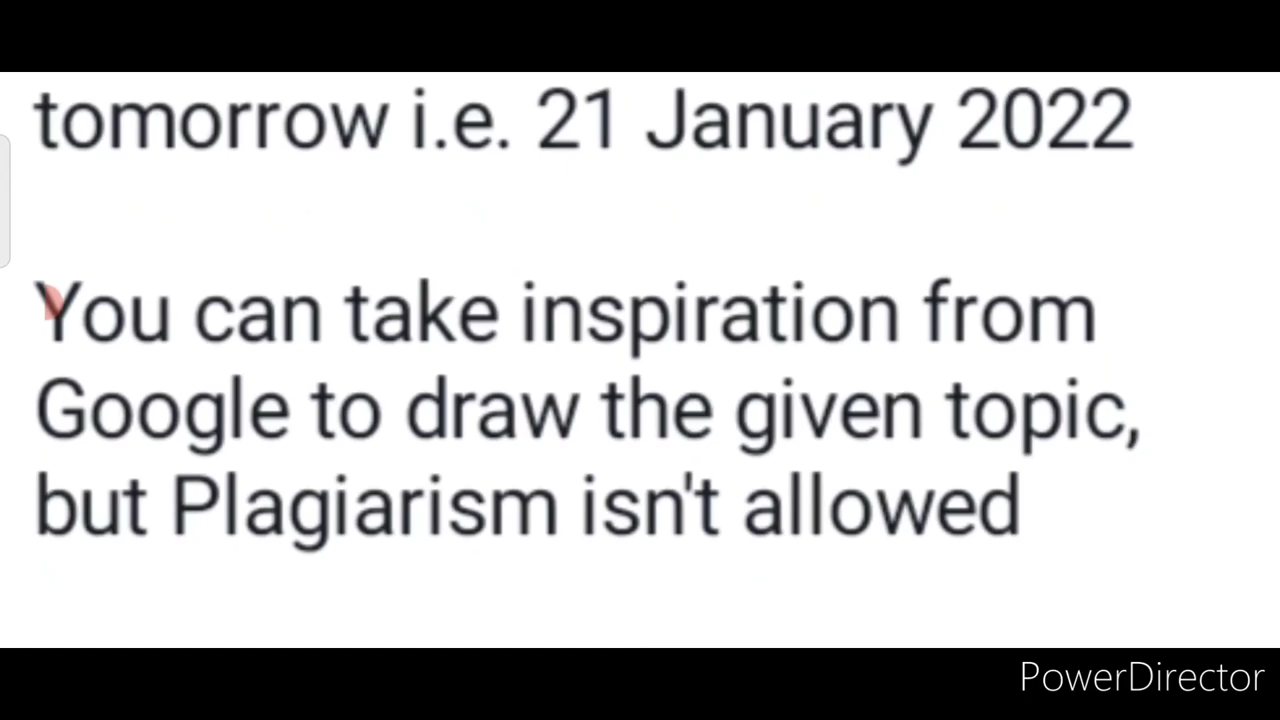 tomorrow i.e. 21 January 2022
You can take inspiration from
Google to draw the given topic,
but Plagiarism isn't allowed
PowerDirector